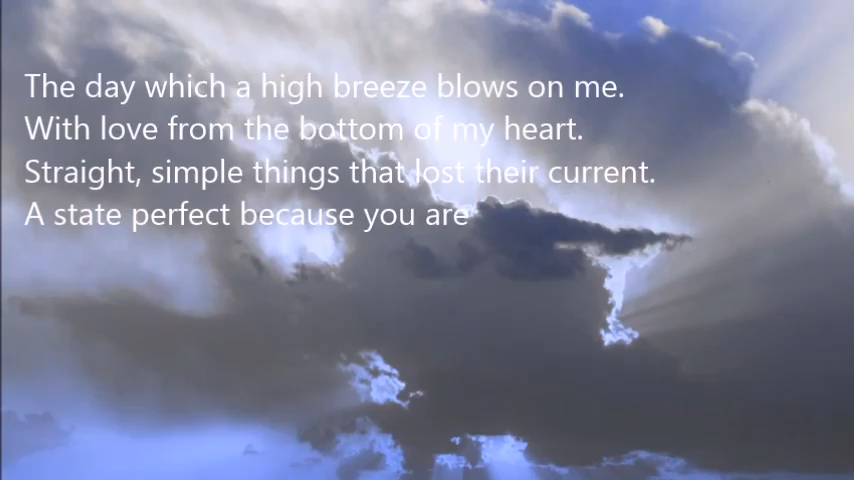 The day which a high breeze blows on me.
With love from the bottom of my heart.
Straight, simple things that lost their current.
A state perfect because you are